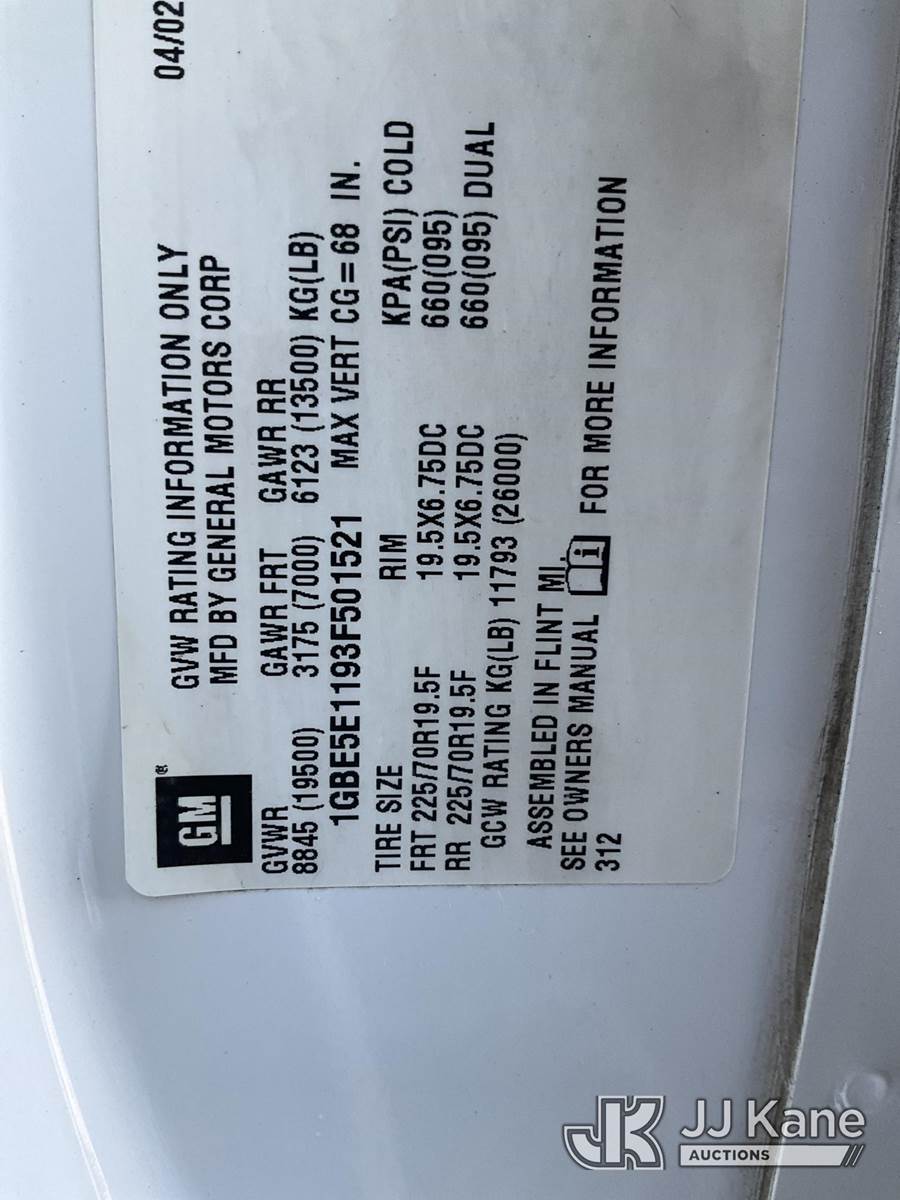 GM ®
GVW RATING INFORMATION ONLY 04/02
MFD BY GENERAL MOTORS CORP
GVWR GAWR FRT GAWR RR
8845 (19500) 3175 (7000) 6123 (13500) KG(LB)
1GBE5E1193F501521 MAX VERT CG= 68 IN.
TIRE SIZE RIM KPA(PSI) COLD
FRT 225/70R19.5F 19.5X6.75DC 660(095)
RR 225/70R19.5F 19.5X6.75DC 660(095) DUAL
GCW RATING KG(LB) 11793 (26000)
ASSEMBLED IN FLINT MI.
SEE OWNERS MANUAL i FOR MORE INFORMATION
312
JK JJ Kane
AUCTIONS